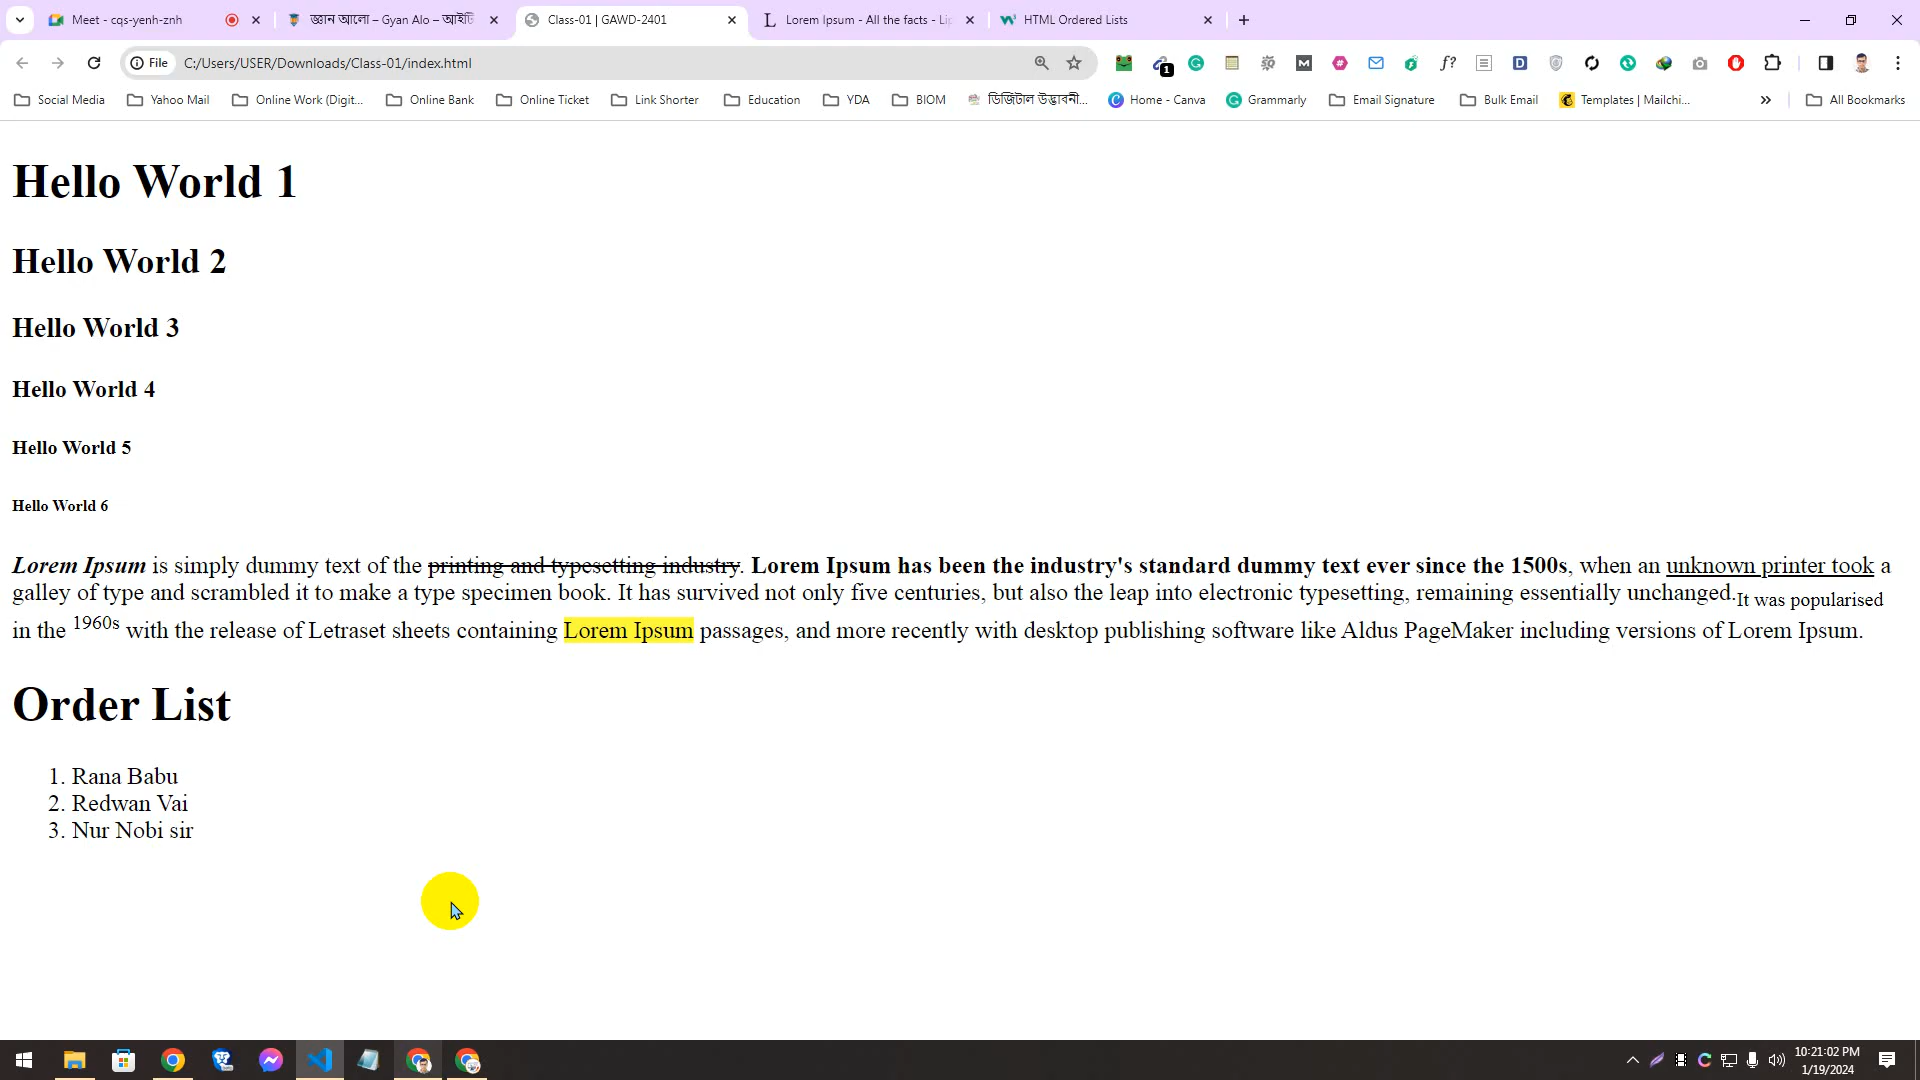 Meet - cqs-yenh-znh
জ্ঞান আলো – Gyan Alo – আইটি
Class-01 | GAWD-2401
Lorem Ipsum - All the facts - Lip
HTML Ordered Lists
File C:/Users/USER/Downloads/Class-01/index.html
Social Media Yahoo Mail Online Work (Digit... Online Bank Online Ticket Link Shorter Education YDA BIOM ডিজিটাল উদ্ভাবনী... Home - Canva Grammarly Email Signature Bulk Email Templates | Mailchi... All Bookmarks
Hello World 1
Hello World 2
Hello World 3
Hello World 4
Hello World 5
Hello World 6
Lorem Ipsum is simply dummy text of the printing and typesetting industry. Lorem Ipsum has been the industry's standard dummy text ever since the 1500s, when an unknown printer took a
galley of type and scrambled it to make a type specimen book. It has survived not only five centuries, but also the leap into electronic typesetting, remaining essentially unchanged.It was popularised
in the 1960s with the release of Letraset sheets containing Lorem Ipsum passages, and more recently with desktop publishing software like Aldus PageMaker including versions of Lorem Ipsum.
Order List
1. Rana Babu
2. Redwan Vai
3. Nur Nobi sir
10:21:02 PM
1/19/2024